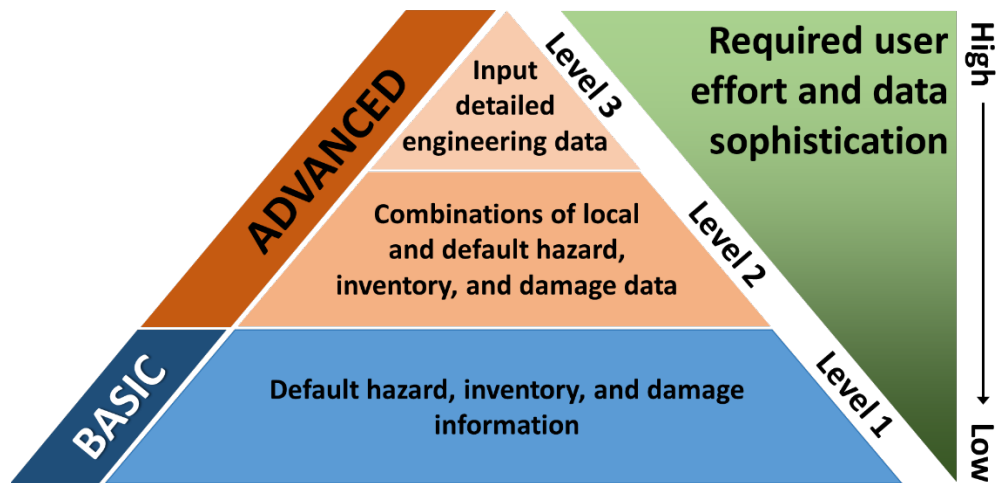 ADVANCED
BASIC
Input
detailed
engineering data
Level 3
Combinations of local
and default hazard,
inventory, and damage data
Level 2
Default hazard, inventory, and damage
information
Level 1
Required user
effort and data
sophistication
High
Low